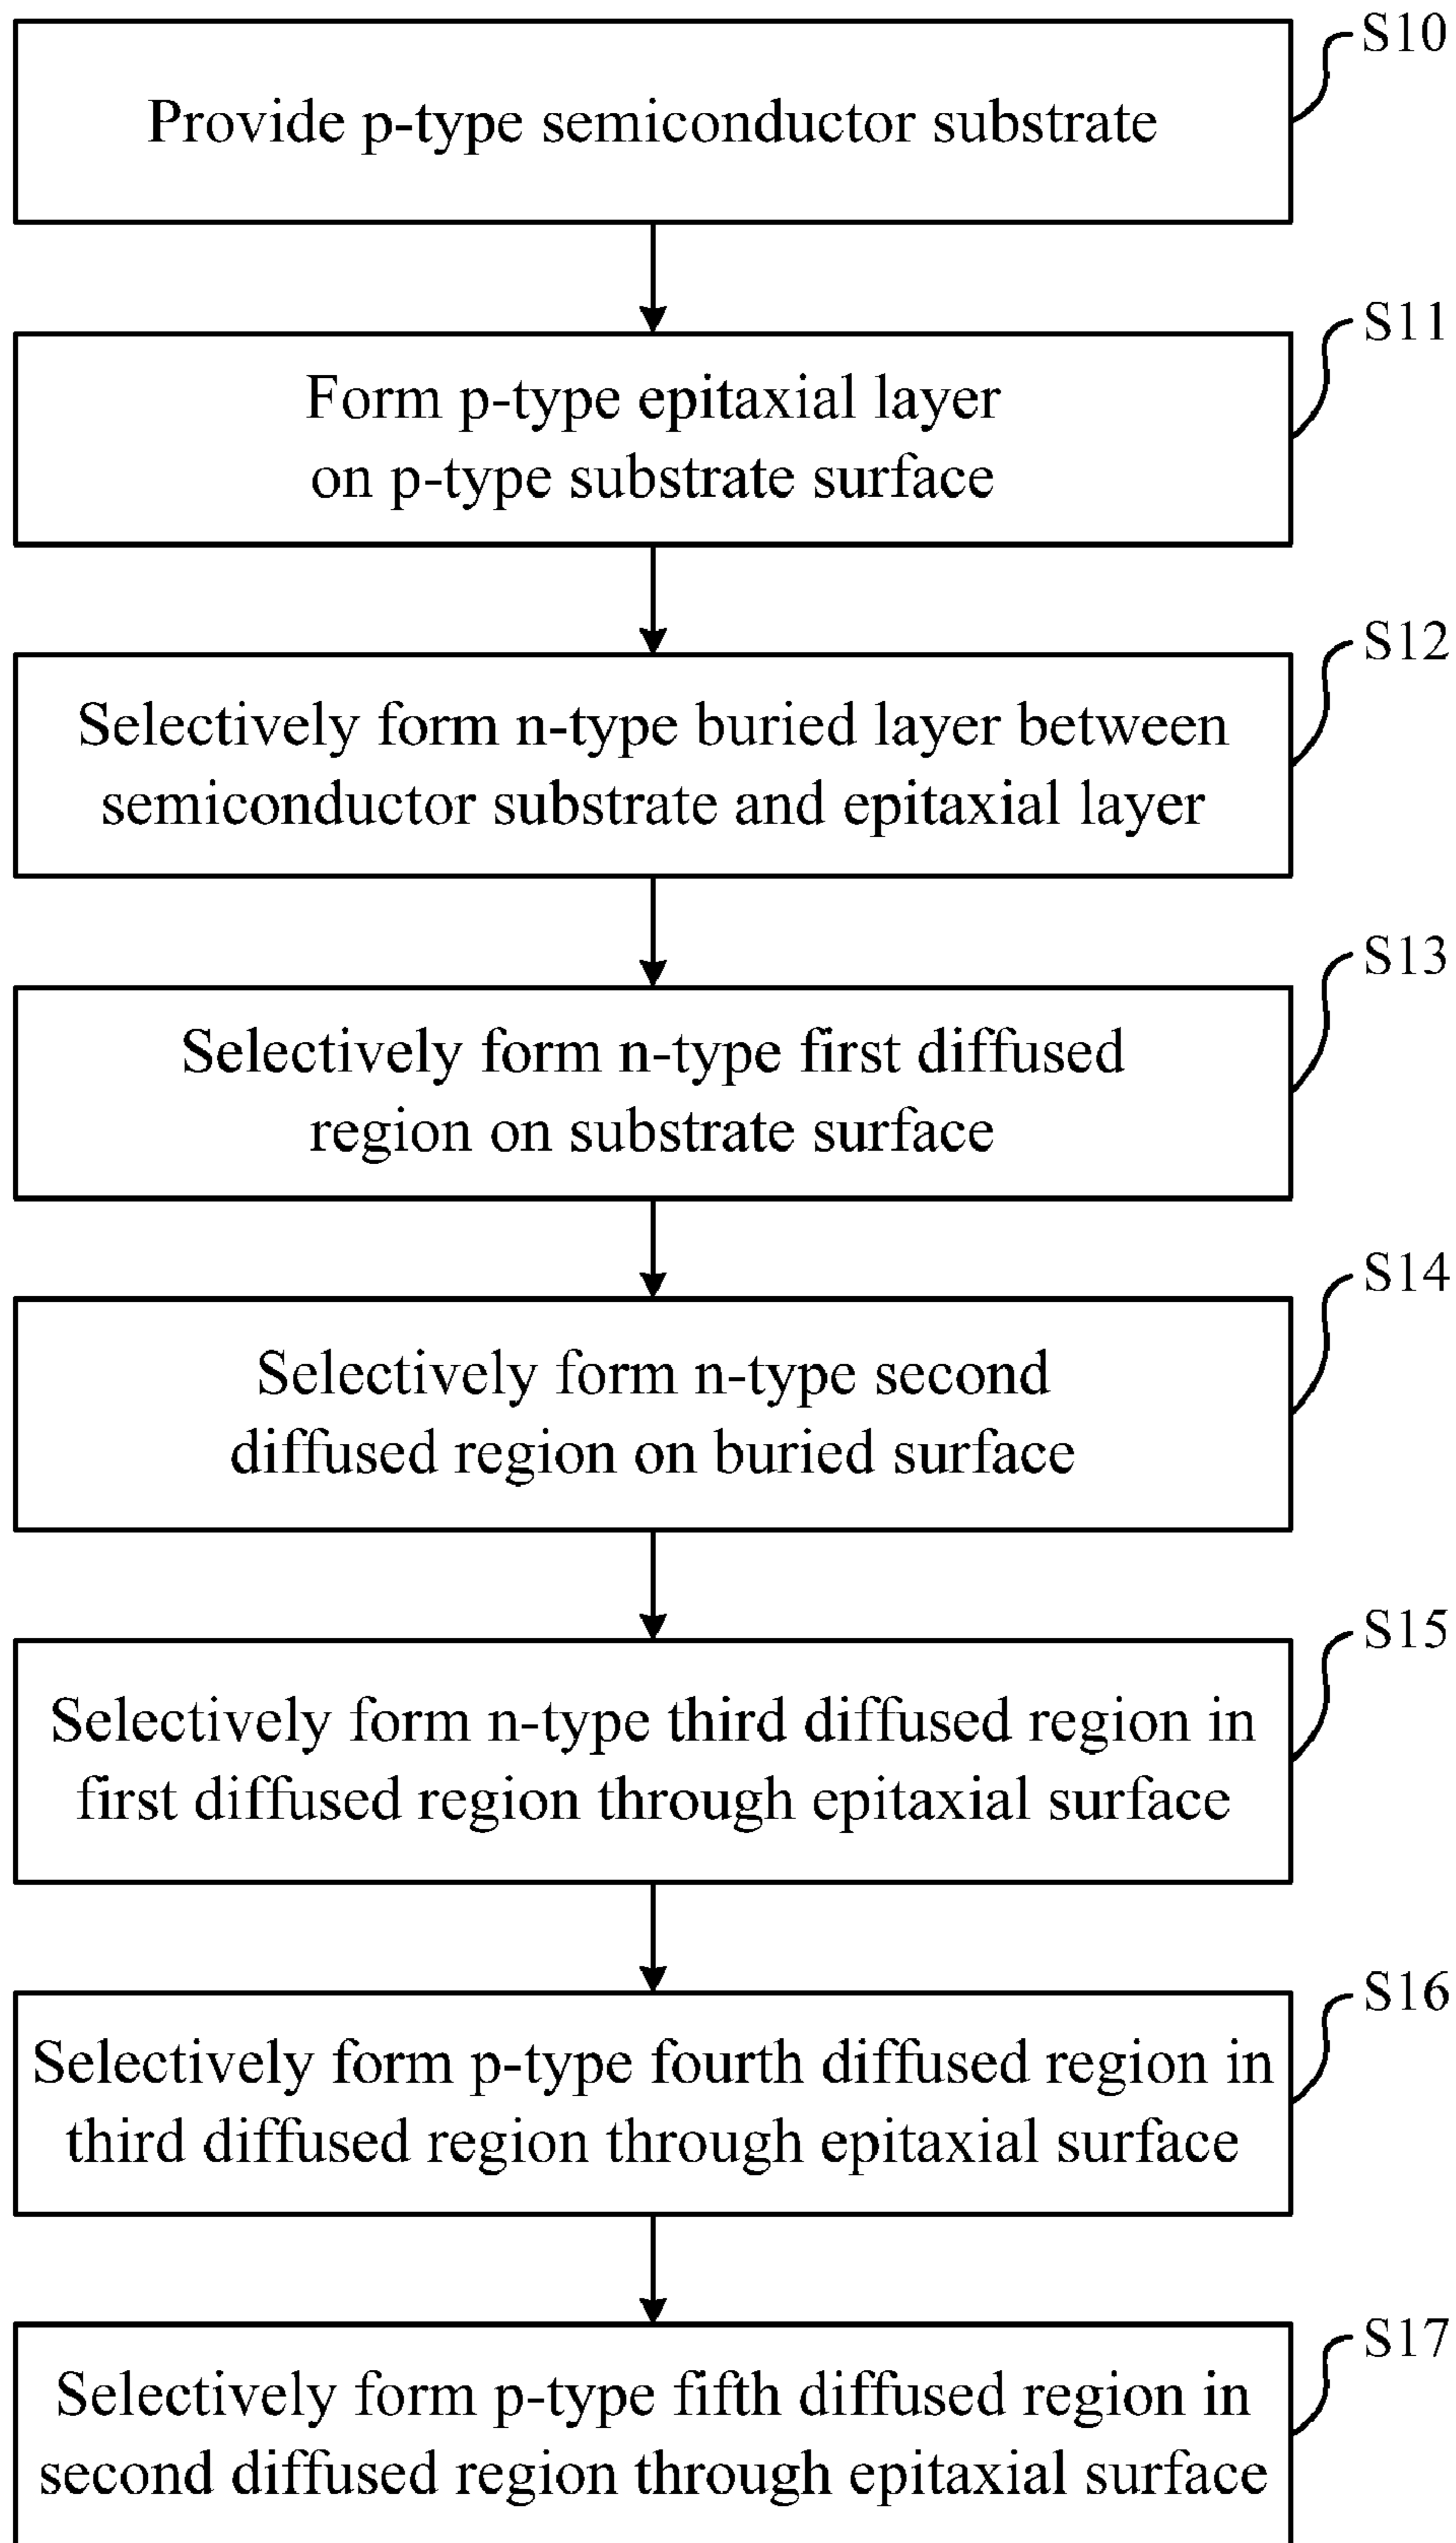 S10
Provide p-type semiconductor substrate
S11
Form p-type epitaxial layer
on p-type substrate surface
S12
Selectively form n-type buried layer between
semiconductor substrate and epitaxial layer
S13
Selectively form n-type first diffused
region on substrate surface
S14
Selectively form n-type second
diffused region on buried surface
S15
Selectively form n-type third diffused region in
first diffused region through epitaxial surface
S16
Selectively form p-type fourth diffused region in
third diffused region through epitaxial surface
S17
Selectively form p-type fifth diffused region in
second diffused region through epitaxial surface